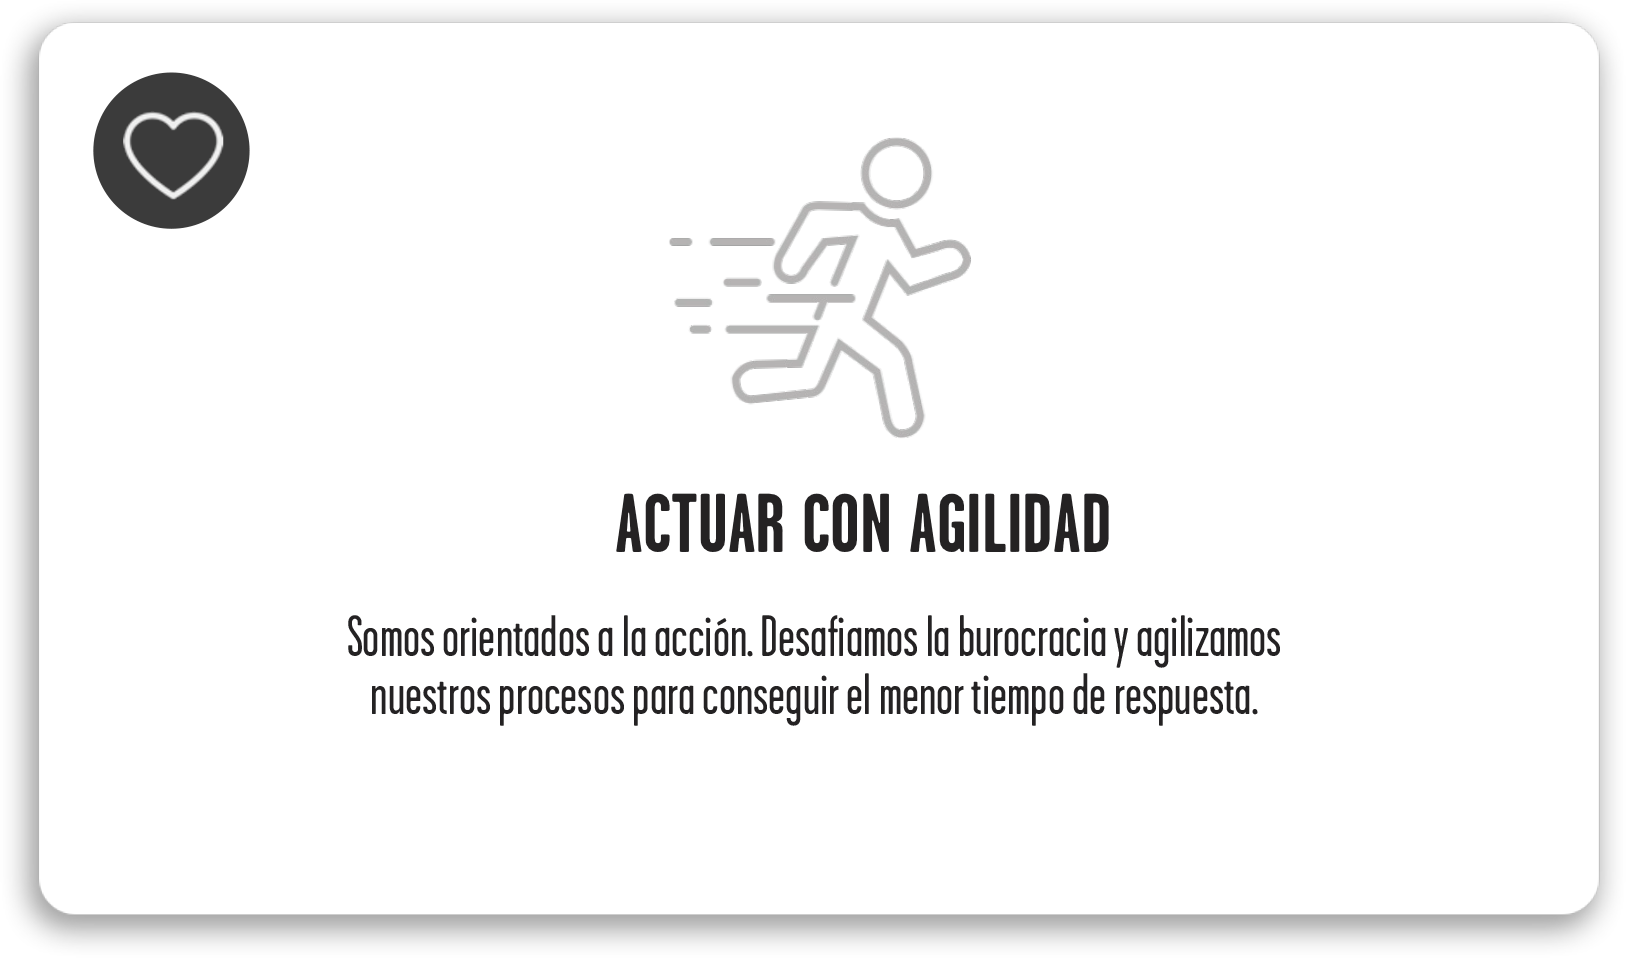 ACTUAR CON AGILIDAD
Somos orientados a la acción. Desafiamos la burocracia y agilizamos
nuestros procesos para conseguir el menor tiempo de respuesta.